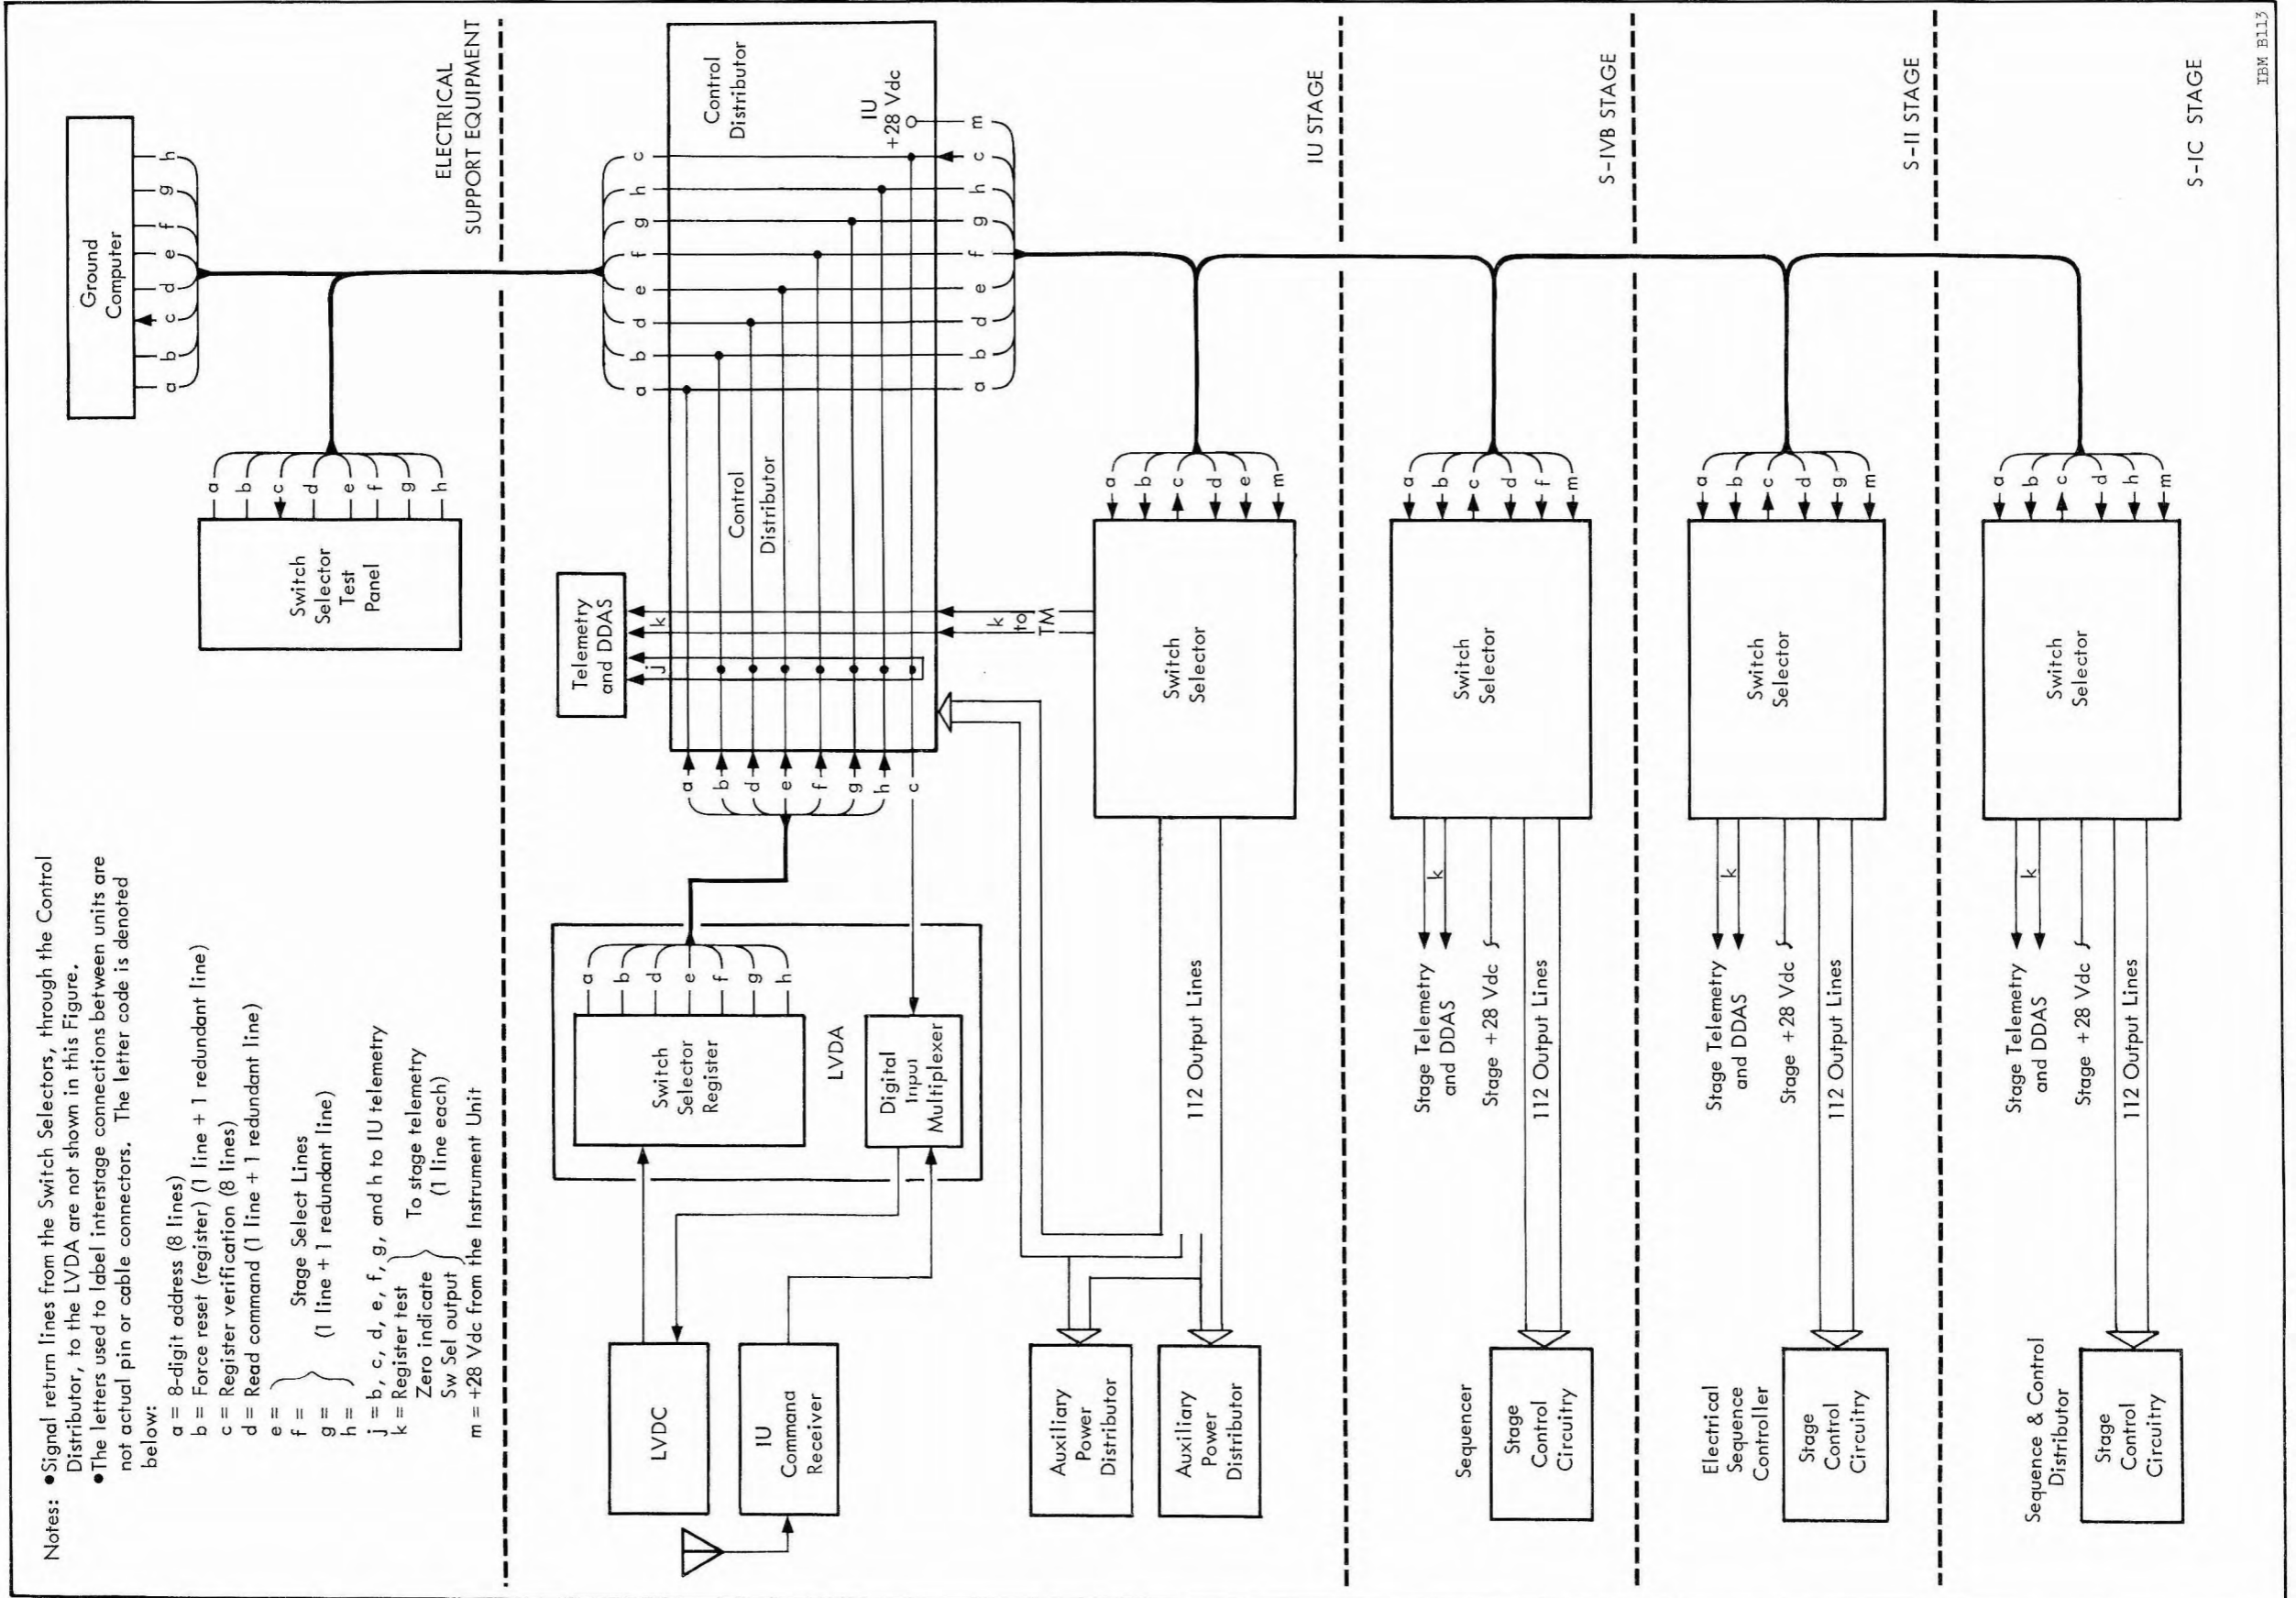 Notes: ●Signal return lines from the Switch Selectors, through the Control
Distributor, to the LVDA are not shown in this Figure.
●The letters used to label interstage connections between units are
not actual pin or cable connectors. The letter code is denoted
below:
a = 8-digit address (8 lines)
b = Force reset (register) (1 line + 1 redundant line)
c = Register verification (8 lines)
d = Read command (1 line + 1 redundant line)
e =
f = Stage Select Lines
g = (1 line + 1 redundant line)
h =
j = b, c, d, e, f, g, and h to IU telemetry
k = Register test
Zero indicate
Sw Sel output
To stage telemetry
(1 line each)
m = +28 Vdc from the Instrument Unit
Ground
Computer
a b c d e f g h
Switch
Selector
Test
Panel
a
b
c
d
e
f
g
h
ELECTRICAL
SUPPORT EQUIPMENT
LVDC
IU
Command
Receiver
Switch
Selector
Register
a
b
d
e
f
g
h
LVDA
Digital
Input
Multiplexer
a
b
d
e
f
g
h
c
Telemetry
and DDAS
j
k
Control
Distributor
Control
Distributor
IU
+28 Vdc
a b d e f g h c
a b d e f g h c m
k
to
TM
Switch
Selector
a
b
c
d
e
m
112 Output Lines
Auxiliary
Power
Distributor
Auxiliary
Power
Distributor
IU STAGE
Switch
Selector
a
b
c
d
f
m
k
Stage Telemetry
and DDAS
Stage +28 Vdc
112 Output Lines
Sequencer
Stage
Control
Circuitry
S-IVB STAGE
Switch
Selector
a
b
c
d
g
m
k
Stage Telemetry
and DDAS
Stage +28 Vdc
112 Output Lines
Electrical
Sequence
Controller
Stage
Control
Circuitry
S-II STAGE
Switch
Selector
a
b
c
d
h
m
k
Stage Telemetry
and DDAS
Stage +28 Vdc
112 Output Lines
Sequence & Control
Distributor
Stage
Control
Circuitry
S-IC STAGE
IBM B113